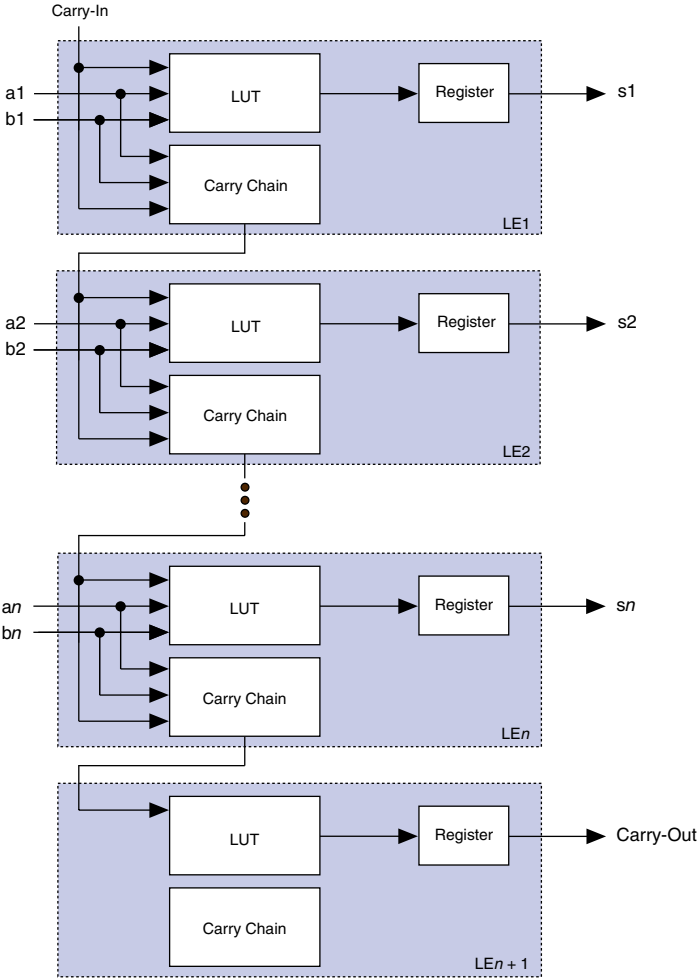 Carry-In
a1
b1
LUT
Register
s1
Carry Chain
LE1
a2
b2
LUT
Register
s2
Carry Chain
LE2
an
bn
LUT
Register
sn
Carry Chain
LEn
LUT
Register
Carry-Out
Carry Chain
LEn + 1